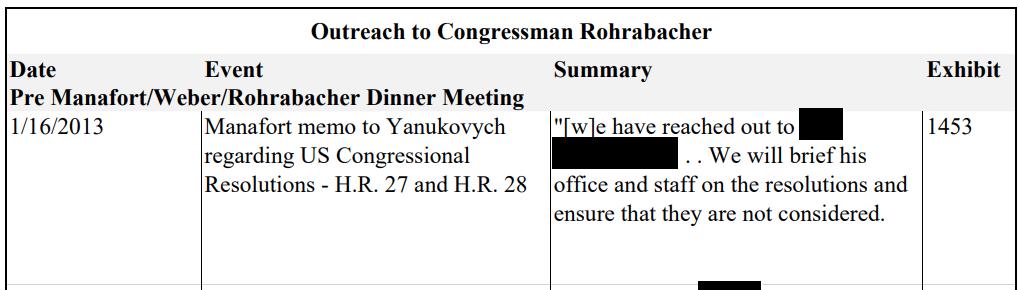 Outreach to Congressman Rohrabacher
Date Event Summary Exhibit
Pre Manafort/Weber/Rohrabacher Dinner Meeting
1/16/2013 Manafort memo to Yanukovych "[w]e have reached out to 1453
regarding US Congressional . . We will brief his
Resolutions - H.R. 27 and H.R. 28 office and staff on the resolutions and
ensure that they are not considered.